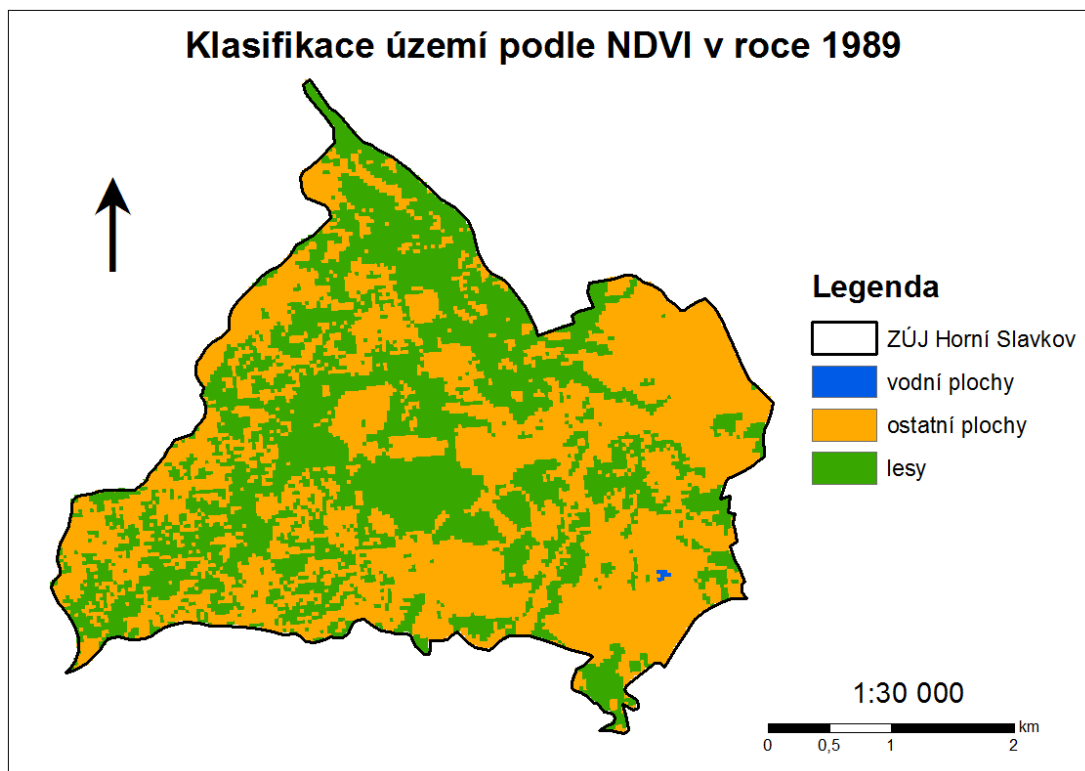 Klasifikace území podle NDVI v roce 1989
Legenda
ZÚJ Horní Slavkov
vodní plochy
ostatní plochy
lesy
1:30 000
km
0 0,5 1 2